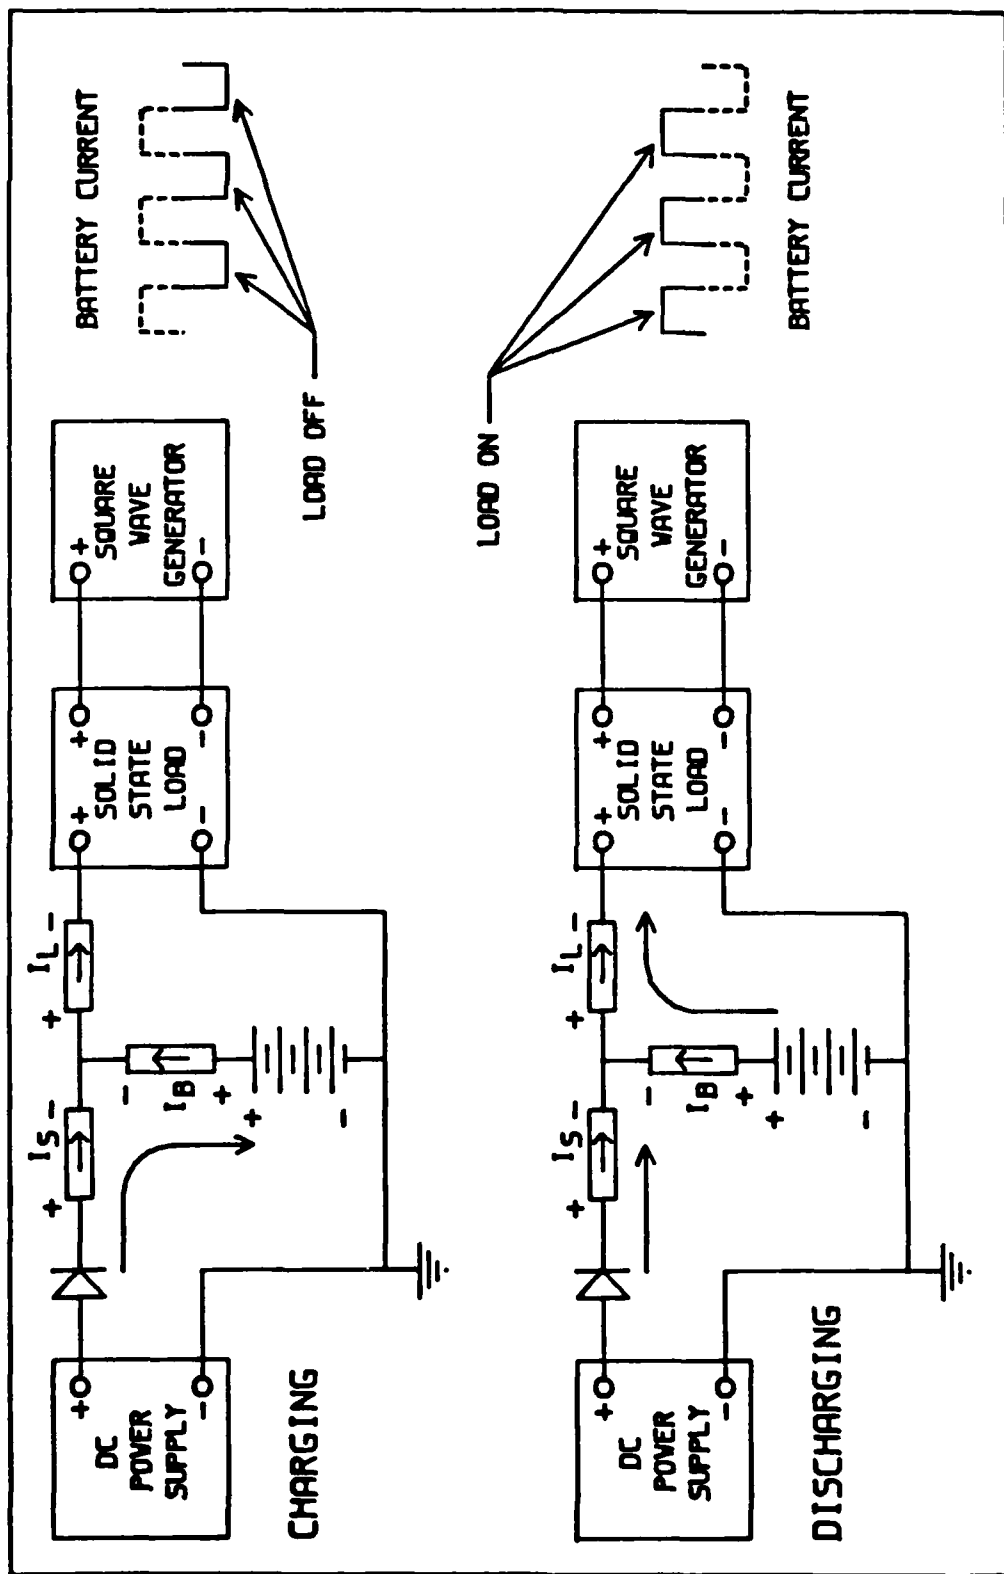 DC
POWER
SUPPLY
+
-
I_S
+ -
I_B
-
+
+
-
I_L
+ -
+ +
SOLID
STATE
LOAD
- -
+
SQUARE
WAVE
GENERATOR
-
BATTERY CURRENT
LOAD OFF
CHARGING
DC
POWER
SUPPLY
+
-
I_S
+ -
I_B
-
+
+
-
I_L
+ -
+ +
SOLID
STATE
LOAD
- -
+
SQUARE
WAVE
GENERATOR
-
LOAD ON
BATTERY CURRENT
DISCHARGING